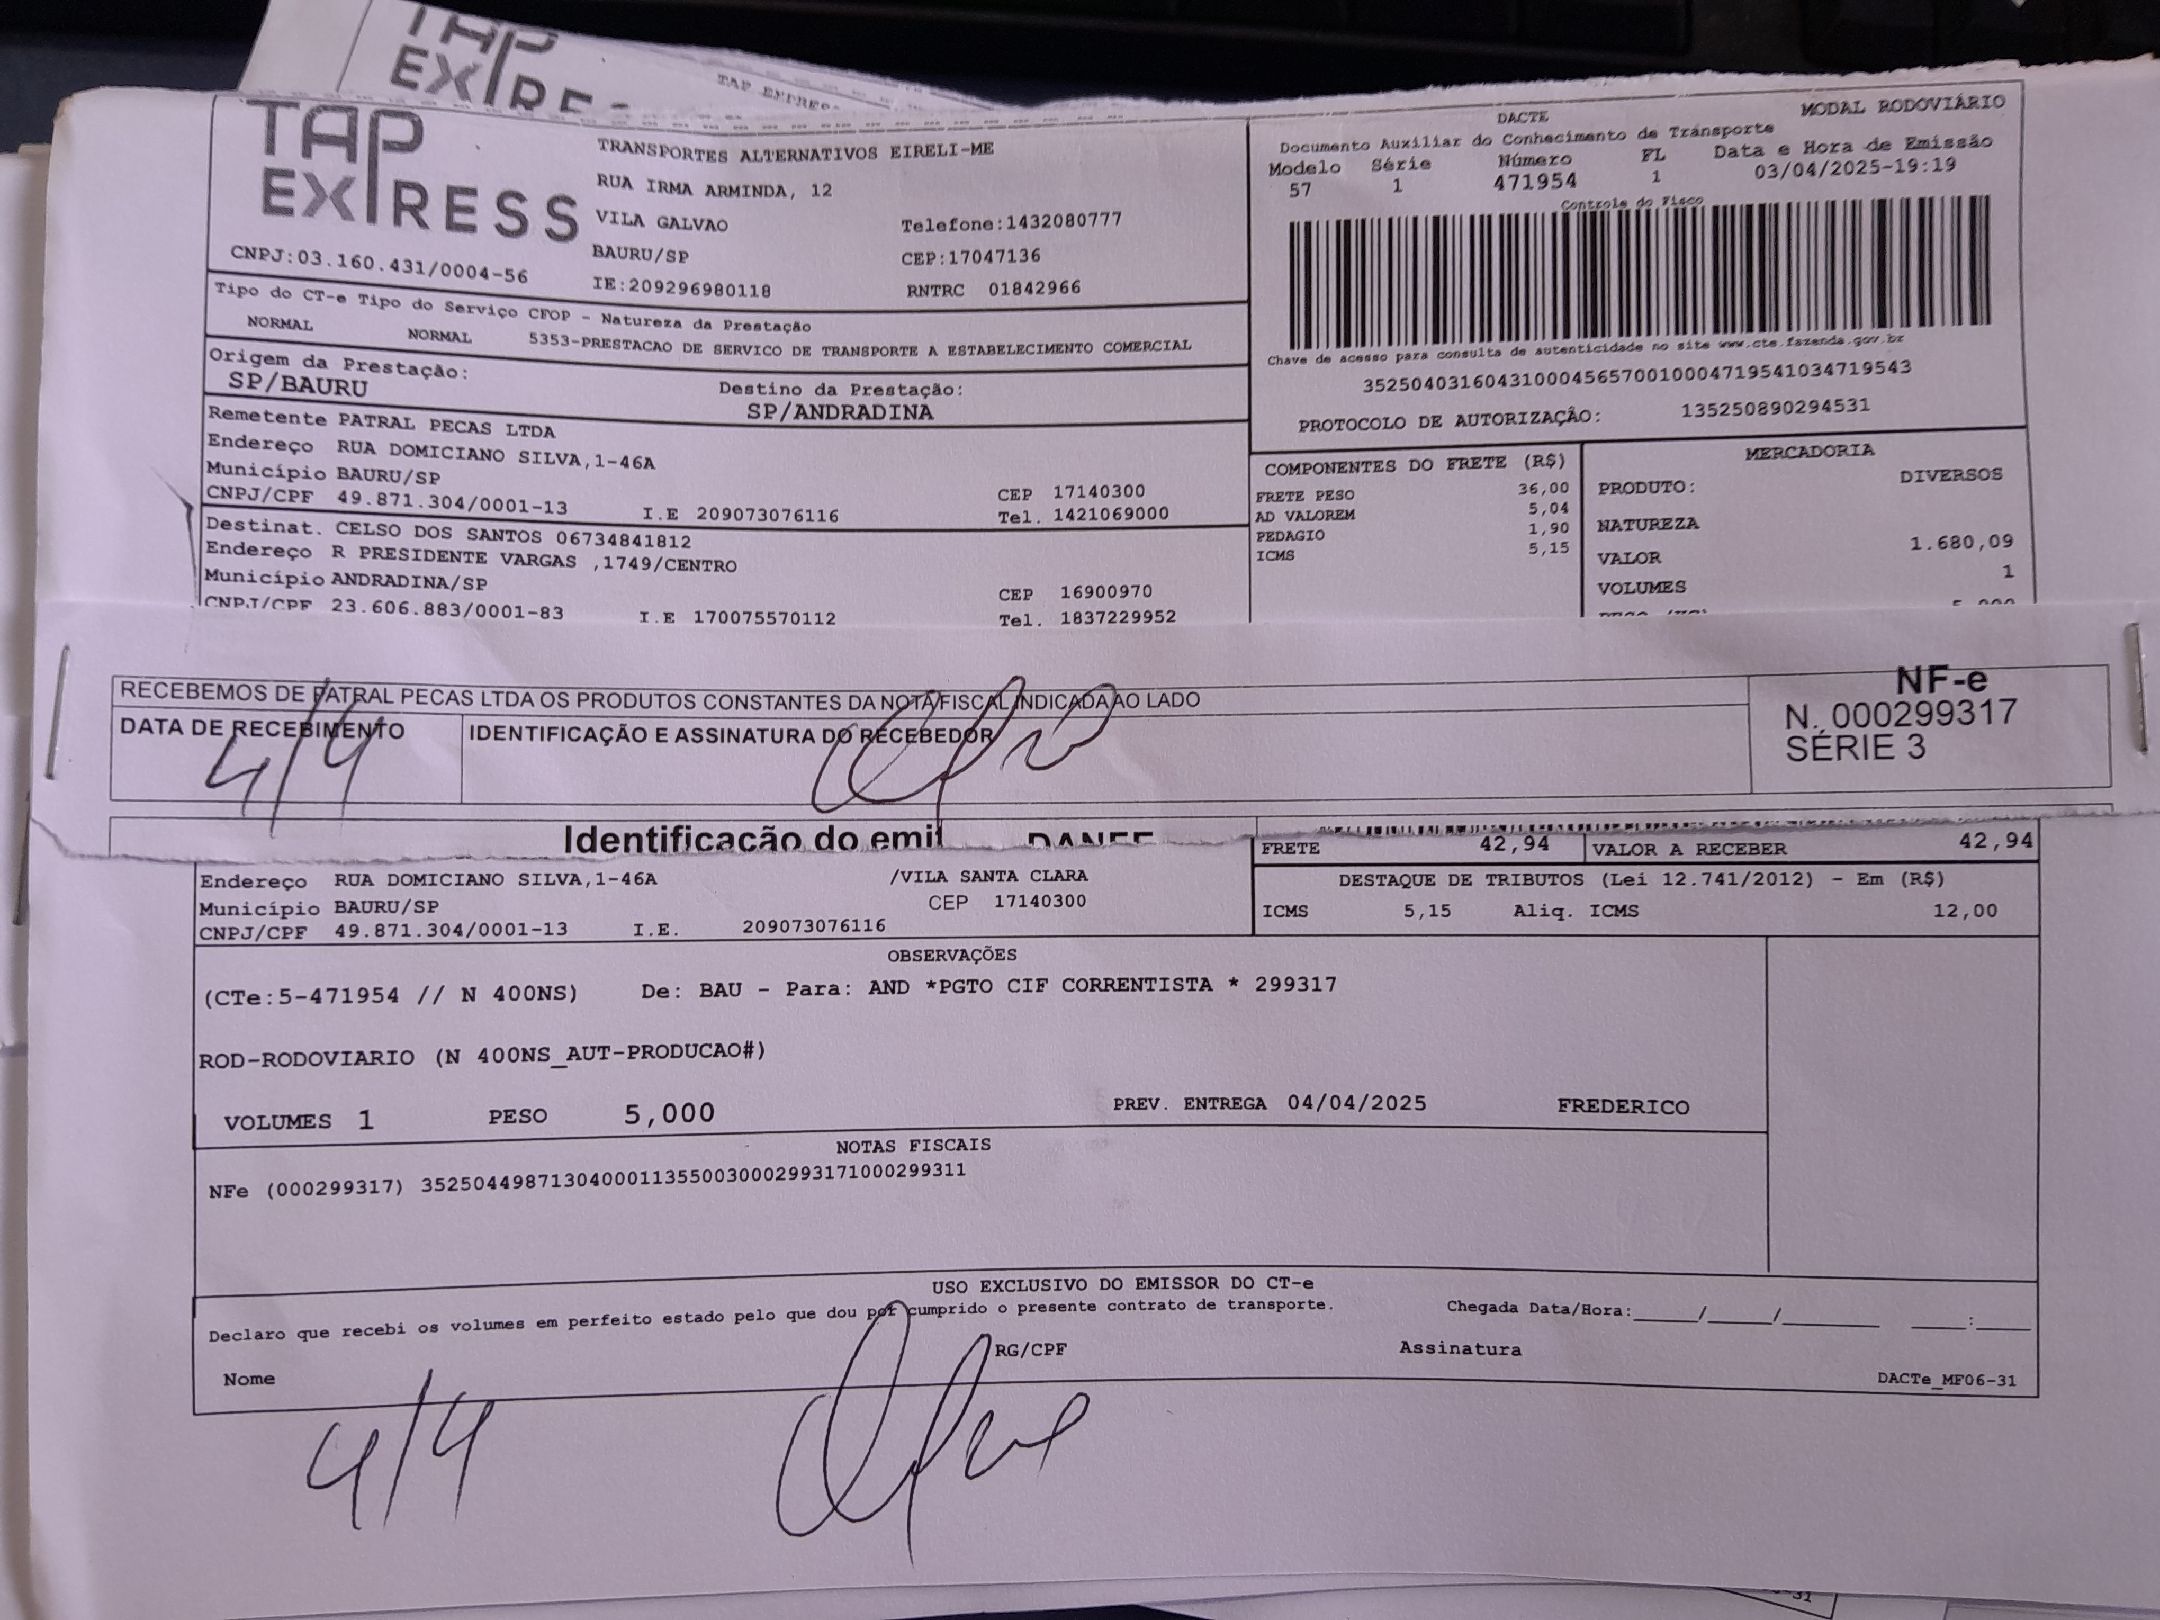 TAP
EXPRESS
TAP EXPRESS
TAP
EXPRESS
CNPJ:03.160.431/0004-56
TRANSPORTES ALTERNATIVOS EIRELI-ME
RUA IRMA ARMINDA, 12
VILA GALVAO Telefone:1432080777
BAURU/SP CEP:17047136
IE:209296980118 RNTRC 01842966
DACTE MODAL RODOVIÁRIO
Documento Auxiliar do Conhecimento de Transporte
Modelo Série Número FL Data e Hora de Emissão
57 1 471954 1 03/04/2025-19:19
Controle do Fisco
Chave de acesso para consulta de autenticidade no site www.cte.fazenda.gov.br
35250403160431000456570010004719541034719543
PROTOCOLO DE AUTORIZAÇÃO: 135250890294531
Tipo do CT-e Tipo do Serviço CFOP - Natureza da Prestação
NORMAL NORMAL 5353-PRESTACAO DE SERVICO DE TRANSPORTE A ESTABELECIMENTO COMERCIAL
Origem da Prestação: Destino da Prestação:
SP/BAURU SP/ANDRADINA
Remetente PATRAL PECAS LTDA
Endereço RUA DOMICIANO SILVA,1-46A
Município BAURU/SP CEP 17140300
CNPJ/CPF 49.871.304/0001-13 I.E 209073076116 Tel. 1421069000
Destinat. CELSO DOS SANTOS 06734841812
Endereço R PRESIDENTE VARGAS ,1749/CENTRO
Município ANDRADINA/SP CEP 16900970
CNPJ/CPF 23.606.883/0001-83 I.E 170075570112 Tel. 1837229952
COMPONENTES DO FRETE (R$)
FRETE PESO 36,00
AD VALOREM 5,04
PEDAGIO 1,90
ICMS 5,15
MERCADORIA
PRODUTO: DIVERSOS
NATUREZA
VALOR 1.680,09
VOLUMES 1
RECEBEMOS DE PATRAL PECAS LTDA OS PRODUTOS CONSTANTES DA NOTA FISCAL INDICADA AO LADO
DATA DE RECEBIMENTO IDENTIFICAÇÃO E ASSINATURA DO RECEBEDOR
4/4
NF-e
N. 000299317
SÉRIE 3
Identificação do emit DANFE
FRETE 42,94 VALOR A RECEBER 42,94
Endereço RUA DOMICIANO SILVA,1-46A /VILA SANTA CLARA
Município BAURU/SP CEP 17140300
CNPJ/CPF 49.871.304/0001-13 I.E. 209073076116
DESTAQUE DE TRIBUTOS (Lei 12.741/2012) - Em (R$)
ICMS 5,15 Aliq. ICMS 12,00
OBSERVAÇÕES
(CTe:5-471954 // N 400NS) De: BAU - Para: AND *PGTO CIF CORRENTISTA * 299317
ROD-RODOVIARIO (N 400NS_AUT-PRODUCAO#)
VOLUMES 1 PESO 5,000 PREV. ENTREGA 04/04/2025 FREDERICO
NOTAS FISCAIS
NFe (000299317) 35250449871304000113550030002993171000299311
USO EXCLUSIVO DO EMISSOR DO CT-e
Declaro que recebi os volumes em perfeito estado pelo que dou por cumprido o presente contrato de transporte. Chegada Data/Hora:_____/_____/_______ ____:____
Nome RG/CPF Assinatura
DACTe_MF06-31
4/4